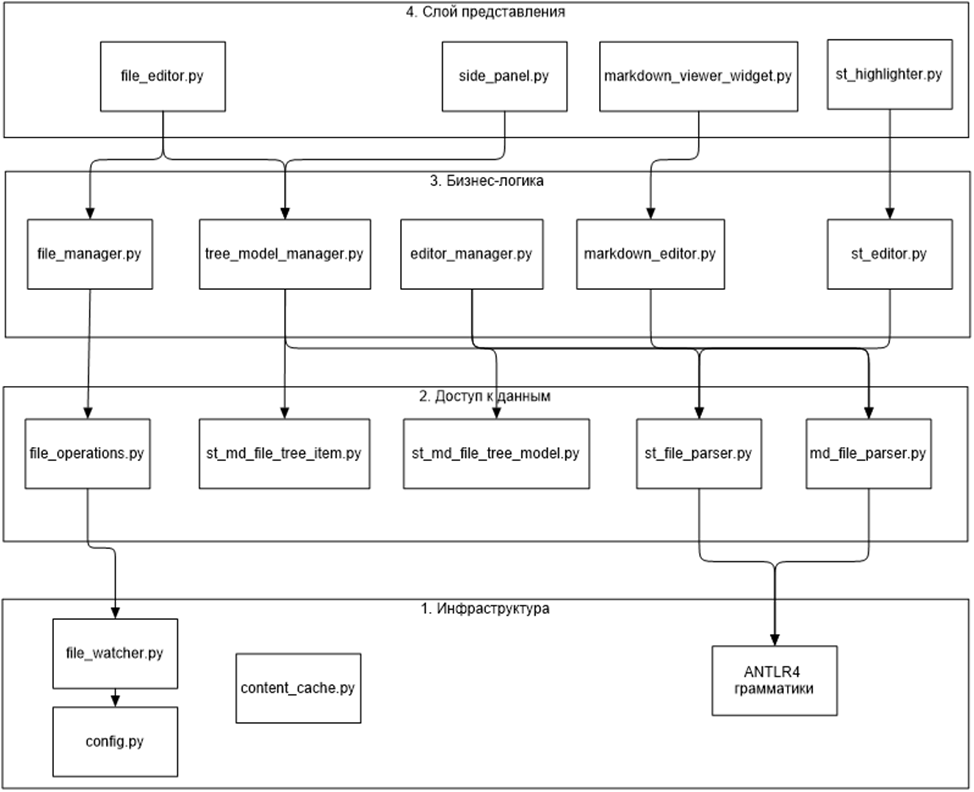 4. Слой представления
file_editor.py
side_panel.py
markdown_viewer_widget.py
st_highlighter.py
3. Бизнес-логика
file_manager.py
tree_model_manager.py
editor_manager.py
markdown_editor.py
st_editor.py
2. Доступ к данным
file_operations.py
st_md_file_tree_item.py
st_md_file_tree_model.py
st_file_parser.py
md_file_parser.py
1. Инфраструктура
file_watcher.py
content_cache.py
ANTLR4
грамматики
config.py